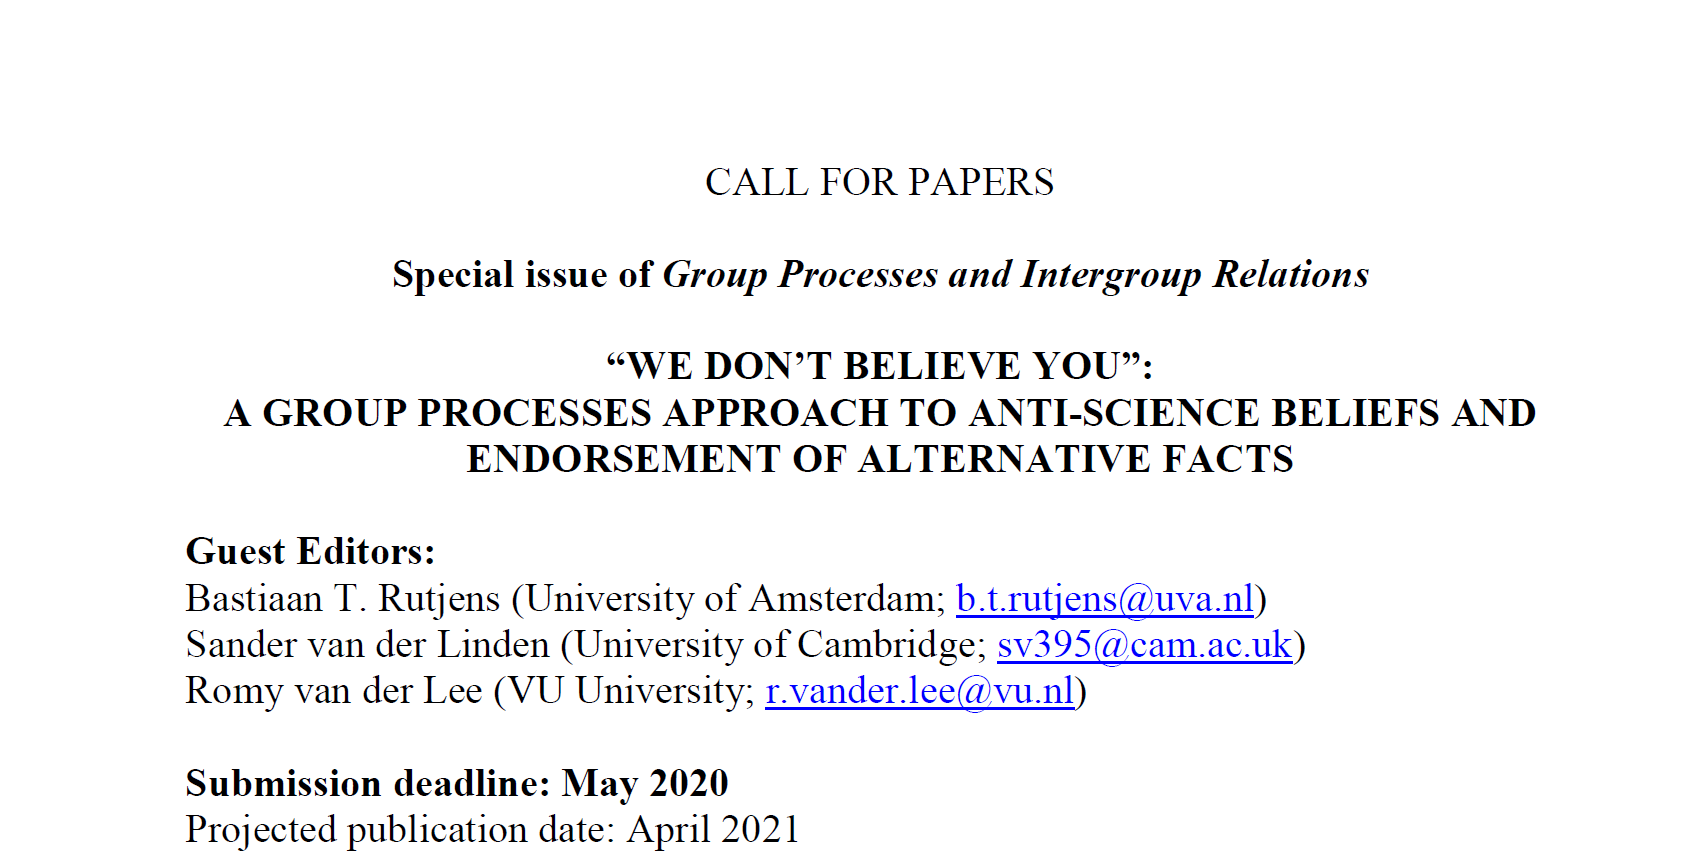 CALL FOR PAPERS
Special issue of Group Processes and Intergroup Relations
“WE DON’T BELIEVE YOU”:
A GROUP PROCESSES APPROACH TO ANTI-SCIENCE BELIEFS AND
ENDORSEMENT OF ALTERNATIVE FACTS
Guest Editors:
Bastiaan T. Rutjens (University of Amsterdam; b.t.rutjens@uva.nl)
Sander van der Linden (University of Cambridge; sv395@cam.ac.uk)
Romy van der Lee (VU University; r.vander.lee@vu.nl)
Submission deadline: May 2020
Projected publication date: April 2021